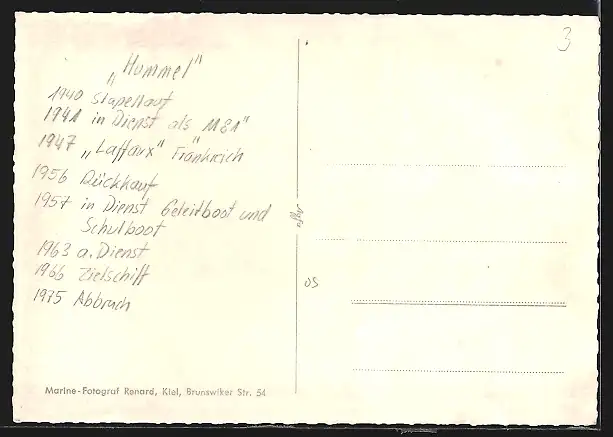 „Hummel"
1940 Stapellauf
1941 in Dienst als M81"
1947 „Laffaux" Frankreich
1956 Rückkauf
1957 in Dienst Geleitboot und
Schulboot
1963 a. Dienst
1966 Zielschiff
1975 Abbruch
Marine-Fotograf Renard, Kiel, Brunswiker Str. 54
3
os